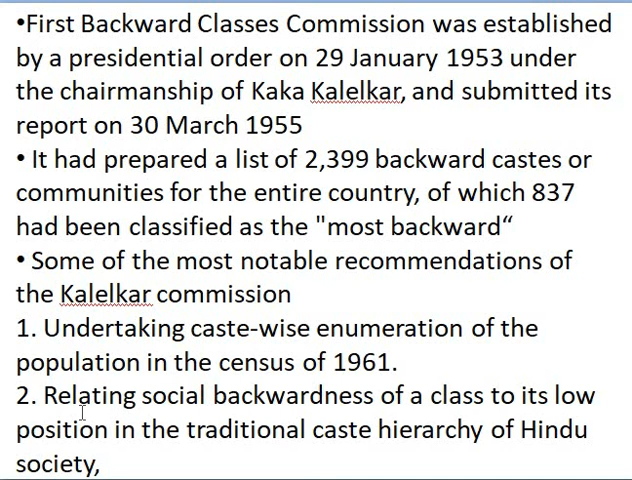 •First Backward Classes Commission was established
by a presidential order on 29 January 1953 under
the chairmanship of Kaka Kalelkar, and submitted its
report on 30 March 1955
• It had prepared a list of 2,399 backward castes or
communities for the entire country, of which 837
had been classified as the "most backward“
• Some of the most notable recommendations of
the Kalelkar commission
1. Undertaking caste-wise enumeration of the
population in the census of 1961.
2. Relating social backwardness of a class to its low
position in the traditional caste hierarchy of Hindu
society,